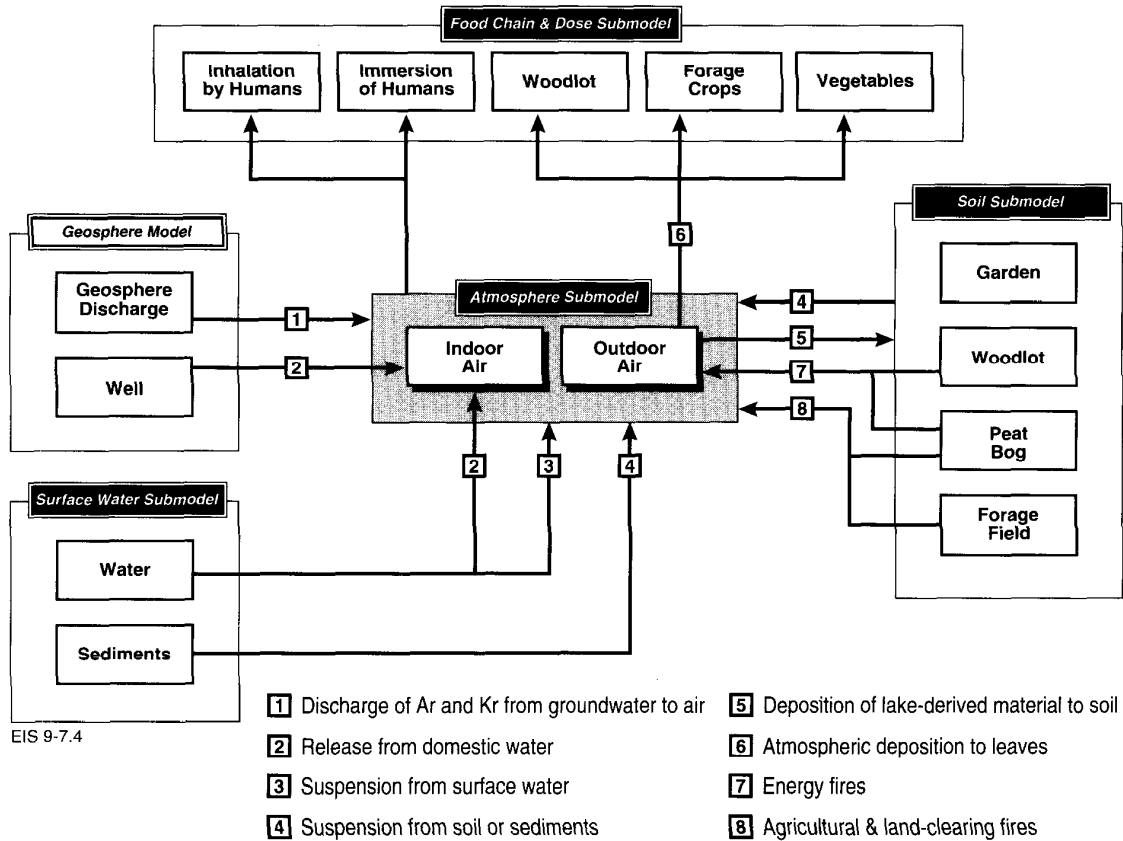 Food Chain & Dose Submodel
Inhalation
by Humans
Immersion
of Humans
Woodlot
Forage
Crops
Vegetables
Geosphere Model
Geosphere
Discharge
Well
1
2
6
Atmosphere Submodel
Indoor
Air
Outdoor
Air
4
5
7
8
2
3
4
Soil Submodel
Garden
Woodlot
Peat
Bog
Forage
Field
Surface Water Submodel
Water
Sediments
EIS 9-7.4
1 Discharge of Ar and Kr from groundwater to air
2 Release from domestic water
3 Suspension from surface water
4 Suspension from soil or sediments
5 Deposition of lake-derived material to soil
6 Atmospheric deposition to leaves
7 Energy fires
8 Agricultural & land-clearing fires